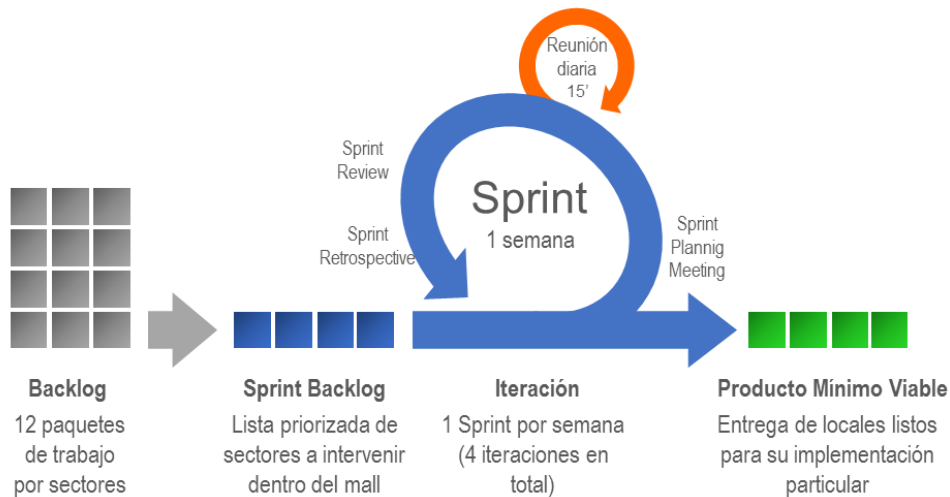 Reunión
diaria
15'
Sprint
Review
Sprint
1 semana
Sprint
Retrospective
Sprint
Plannig
Meeting
Backlog
12 paquetes
de trabajo
por sectores
Sprint Backlog
Lista priorizada de
sectores a intervenir
dentro del mall
Iteración
1 Sprint por semana
(4 iteraciones en
total)
Producto Mínimo Viable
Entrega de locales listos
para su implementación
particular